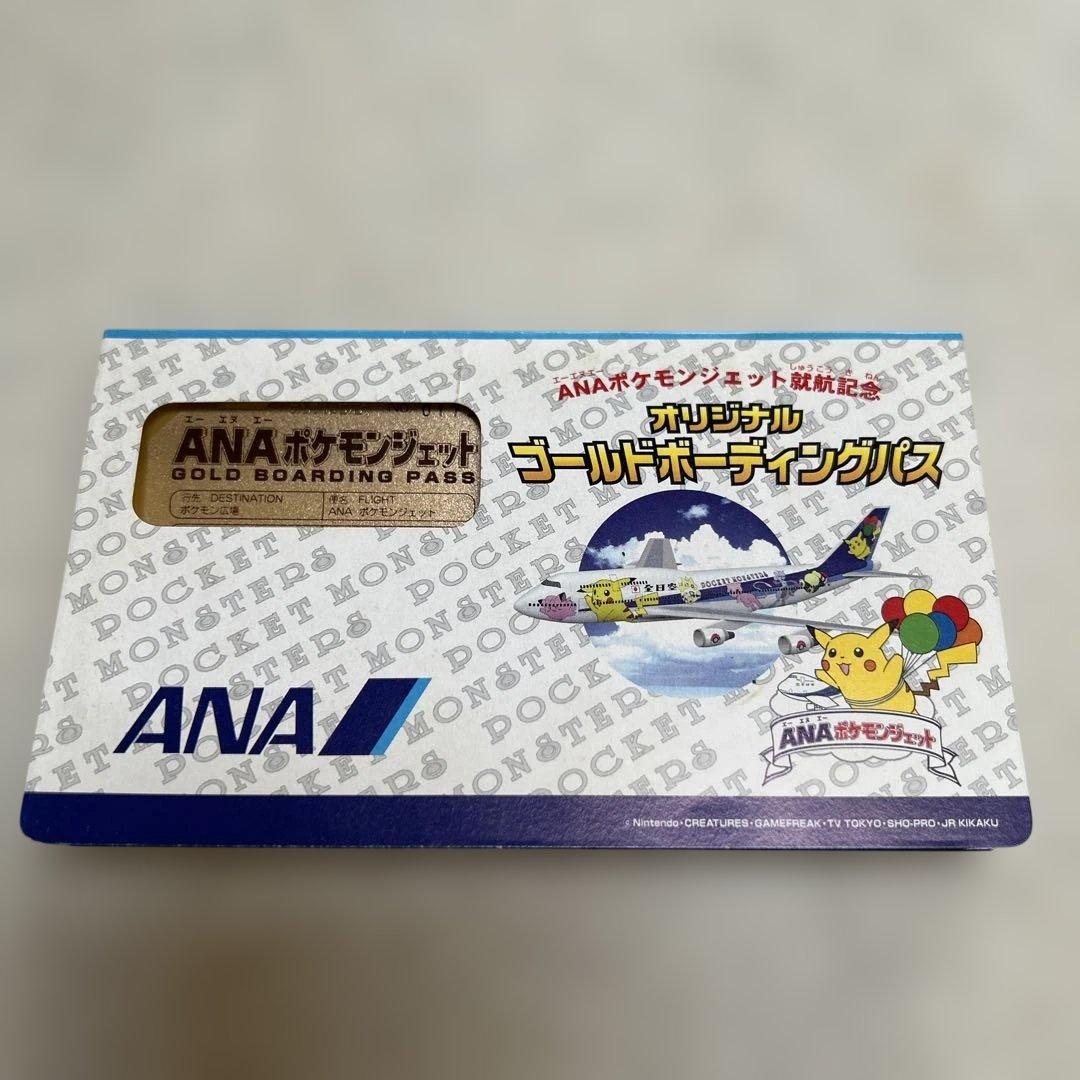 エーエヌエー しゅうこう き ねん
ANAポケモンジェット就航記念
オリジナル
ゴールドボーディングパス
エー エヌ エー
ANAポケモンジェット
GOLD BOARDING PASS
行先 DESTINATION 便名 FLIGHT
ポケモン広場 ANA ポケモンジェット
全日空 POCKET MONSTERS
ANA
エー エヌ エー
ANAポケモンジェット
POCKET MONSTERS
©Nintendo・CREATURES・GAMEFREAK・TV TOKYO・SHO-PRO・JR KIKAKU